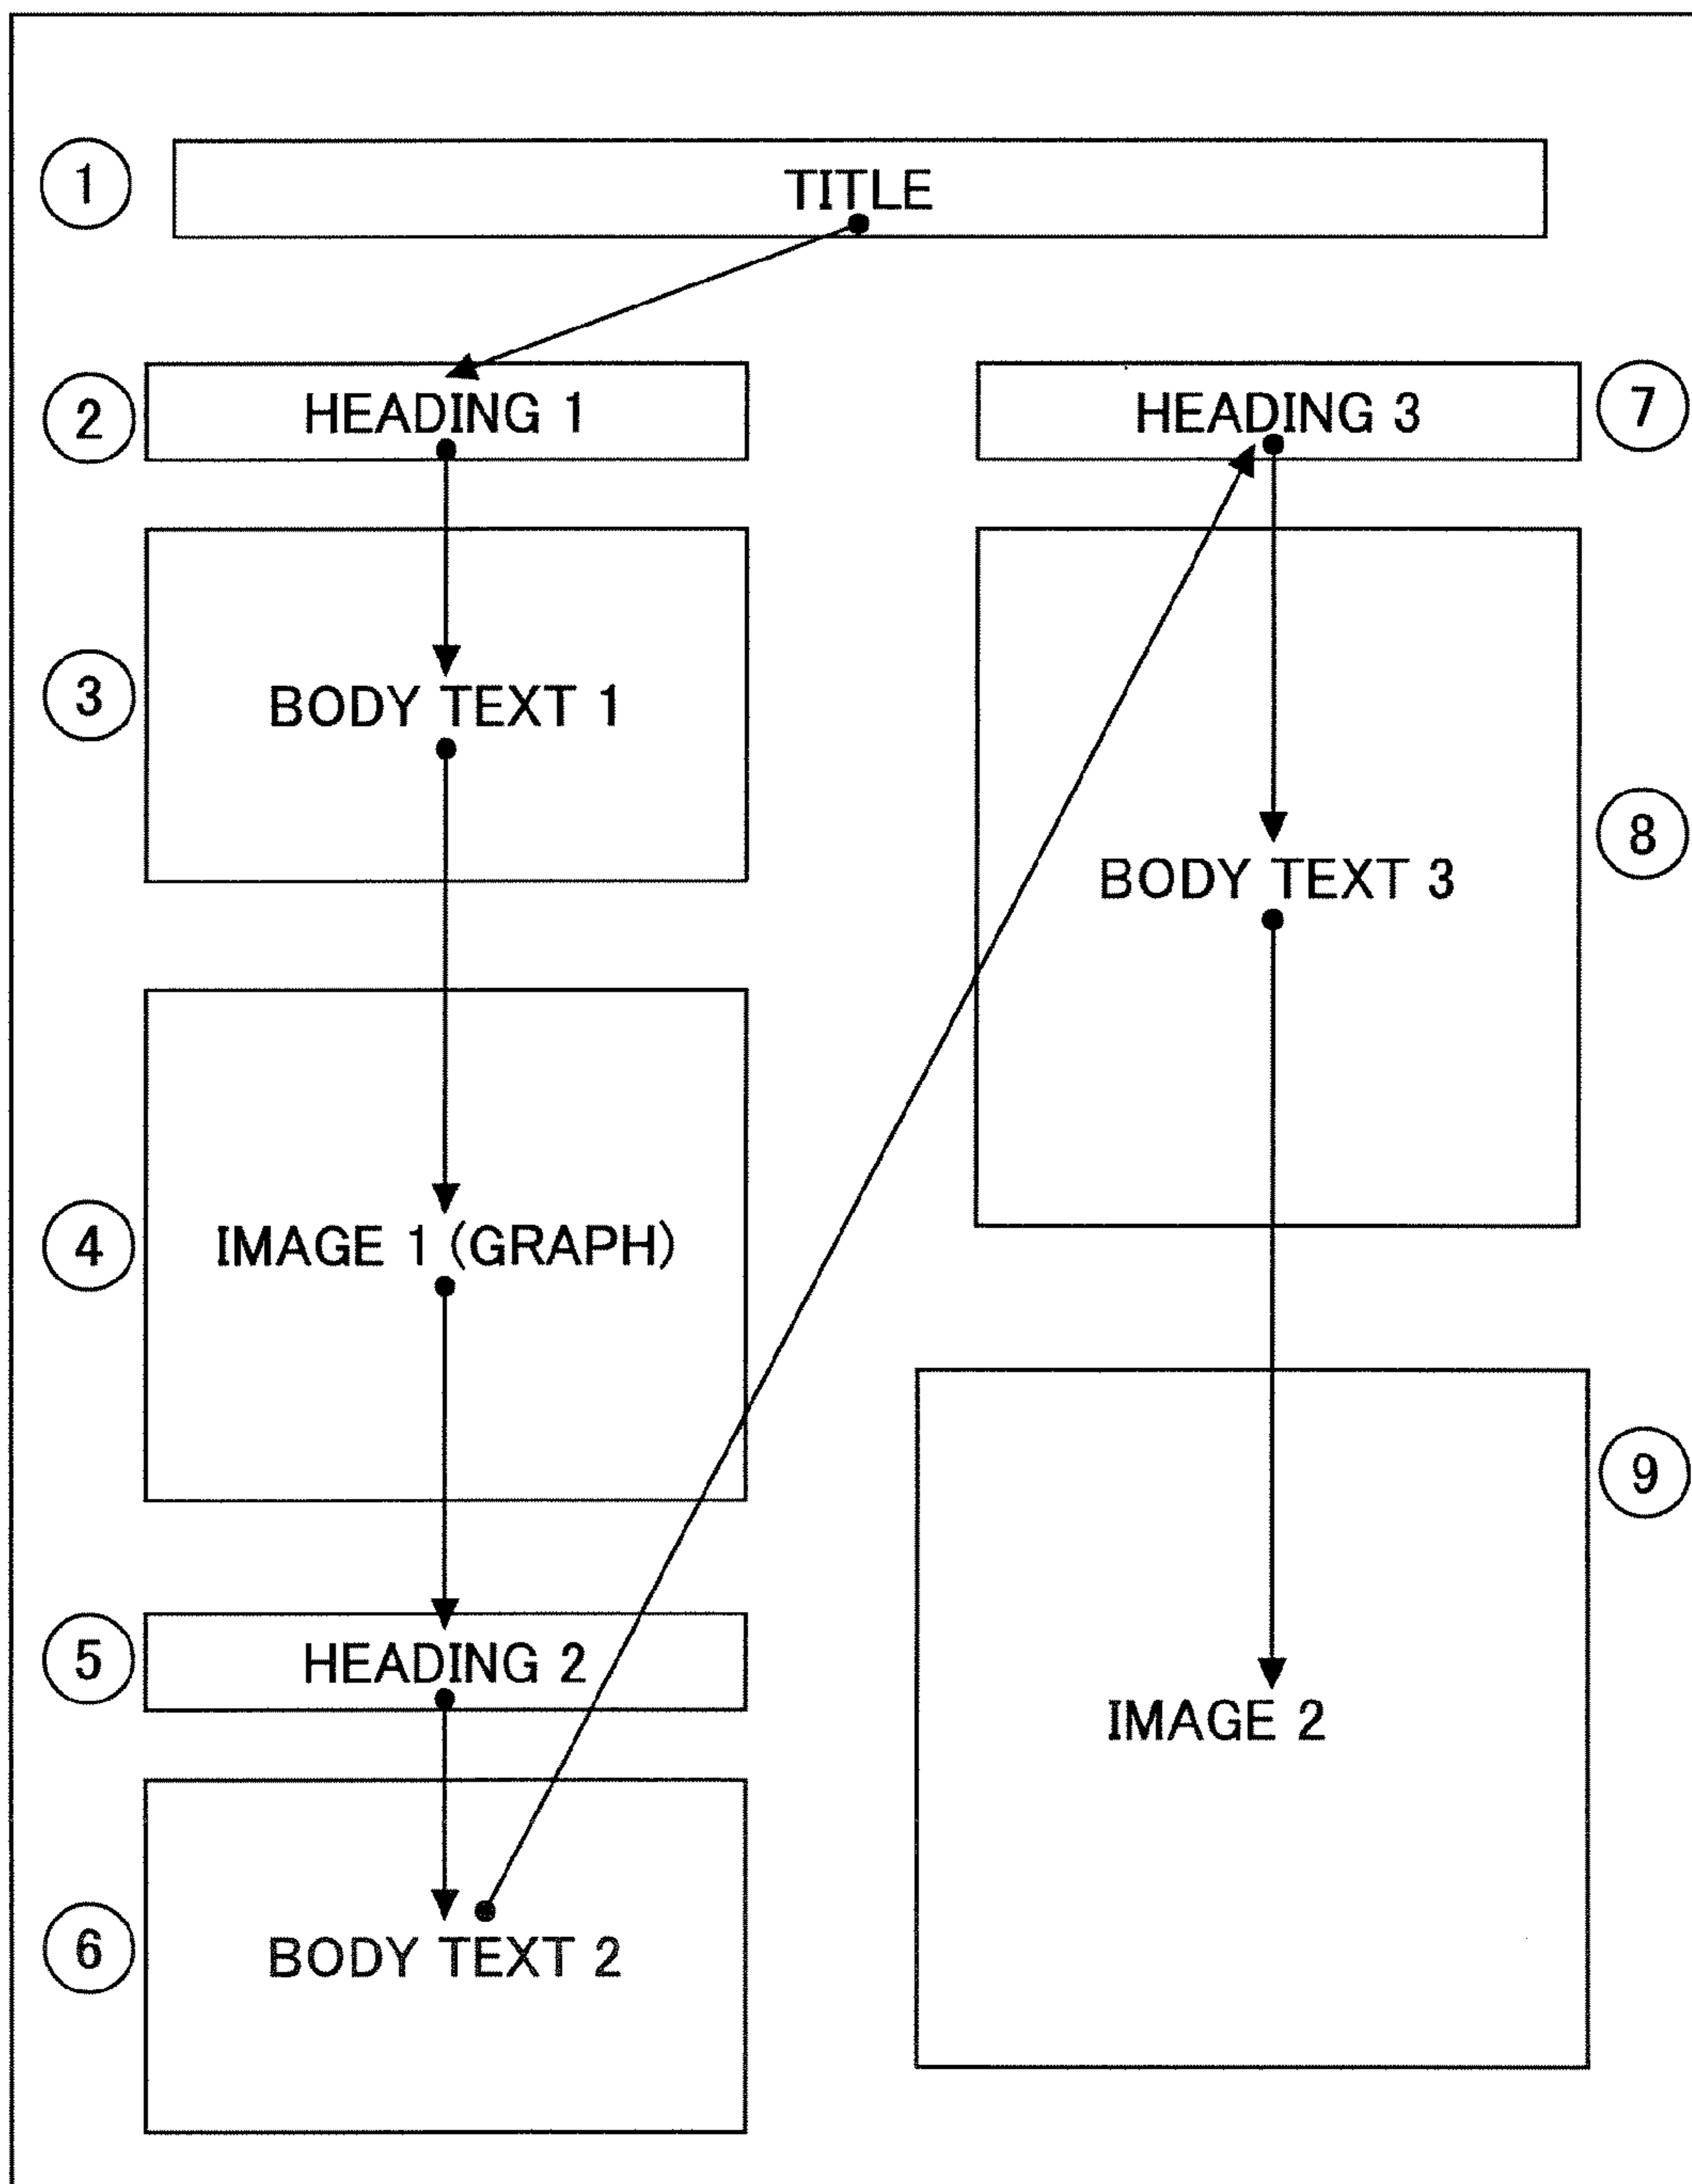 1
TITLE
2
HEADING 1
3
BODY TEXT 1
4
IMAGE 1 (GRAPH)
5
HEADING 2
6
BODY TEXT 2
7
HEADING 3
8
BODY TEXT 3
9
IMAGE 2